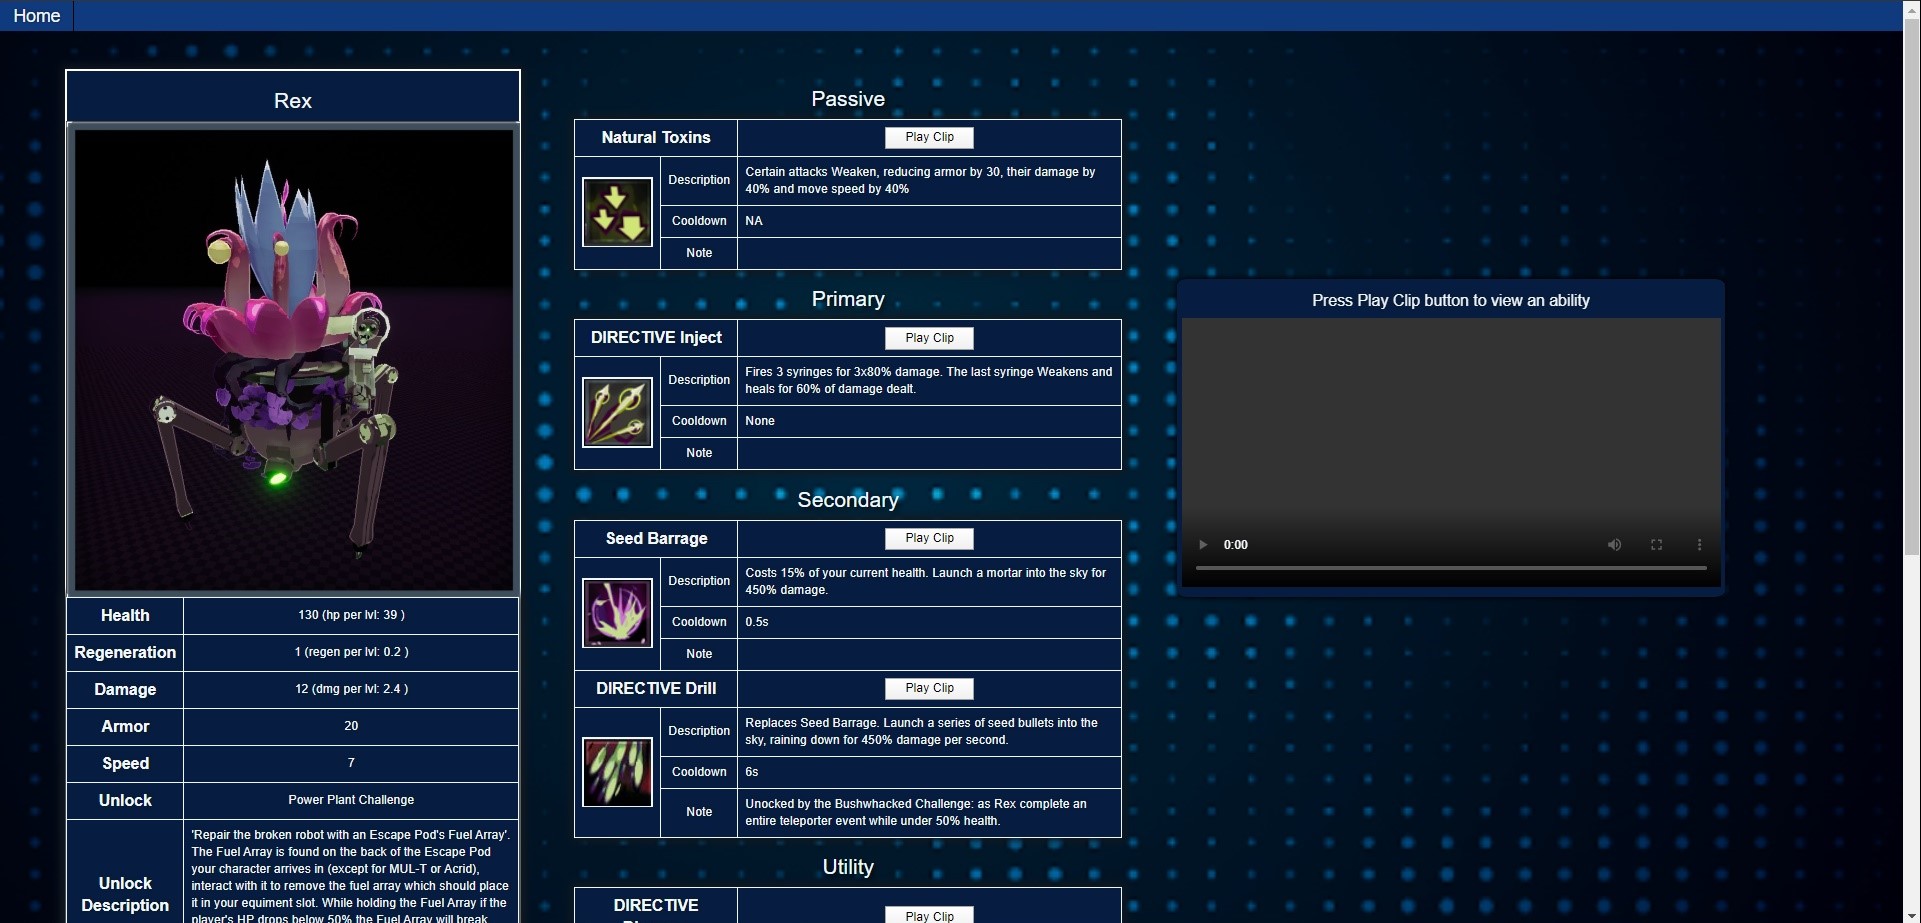 Home
Rex
Health
130 (hp per lvl: 39 )
Regeneration
1 (regen per lvl: 0.2 )
Damage
12 (dmg per lvl: 2.4 )
Armor
20
Speed
7
Unlock
Power Plant Challenge
Unlock
Description
'Repair the broken robot with an Escape Pod's Fuel Array'.
The Fuel Array is found on the back of the Escape Pod
your character arrives in (except for MUL-T or Acrid),
interact with it to remove the fuel array which should place
it in your equiment slot. While holding the Fuel Array if the
player's HP drops below 50% the Fuel Array will break
Passive
Natural Toxins
Play Clip
Description
Certain attacks Weaken, reducing armor by 30, their damage by
40% and move speed by 40%
Cooldown
NA
Note
Primary
DIRECTIVE Inject
Play Clip
Description
Fires 3 syringes for 3x80% damage. The last syringe Weakens and
heals for 60% of damage dealt.
Cooldown
None
Note
Secondary
Seed Barrage
Play Clip
Description
Costs 15% of your current health. Launch a mortar into the sky for
450% damage.
Cooldown
0.5s
Note
DIRECTIVE Drill
Play Clip
Description
Replaces Seed Barrage. Launch a series of seed bullets into the
sky, raining down for 450% damage per second.
Cooldown
6s
Note
Unocked by the Bushwhacked Challenge: as Rex complete an
entire teleporter event while under 50% health.
Utility
DIRECTIVE
Play Clip
Press Play Clip button to view an ability
0:00